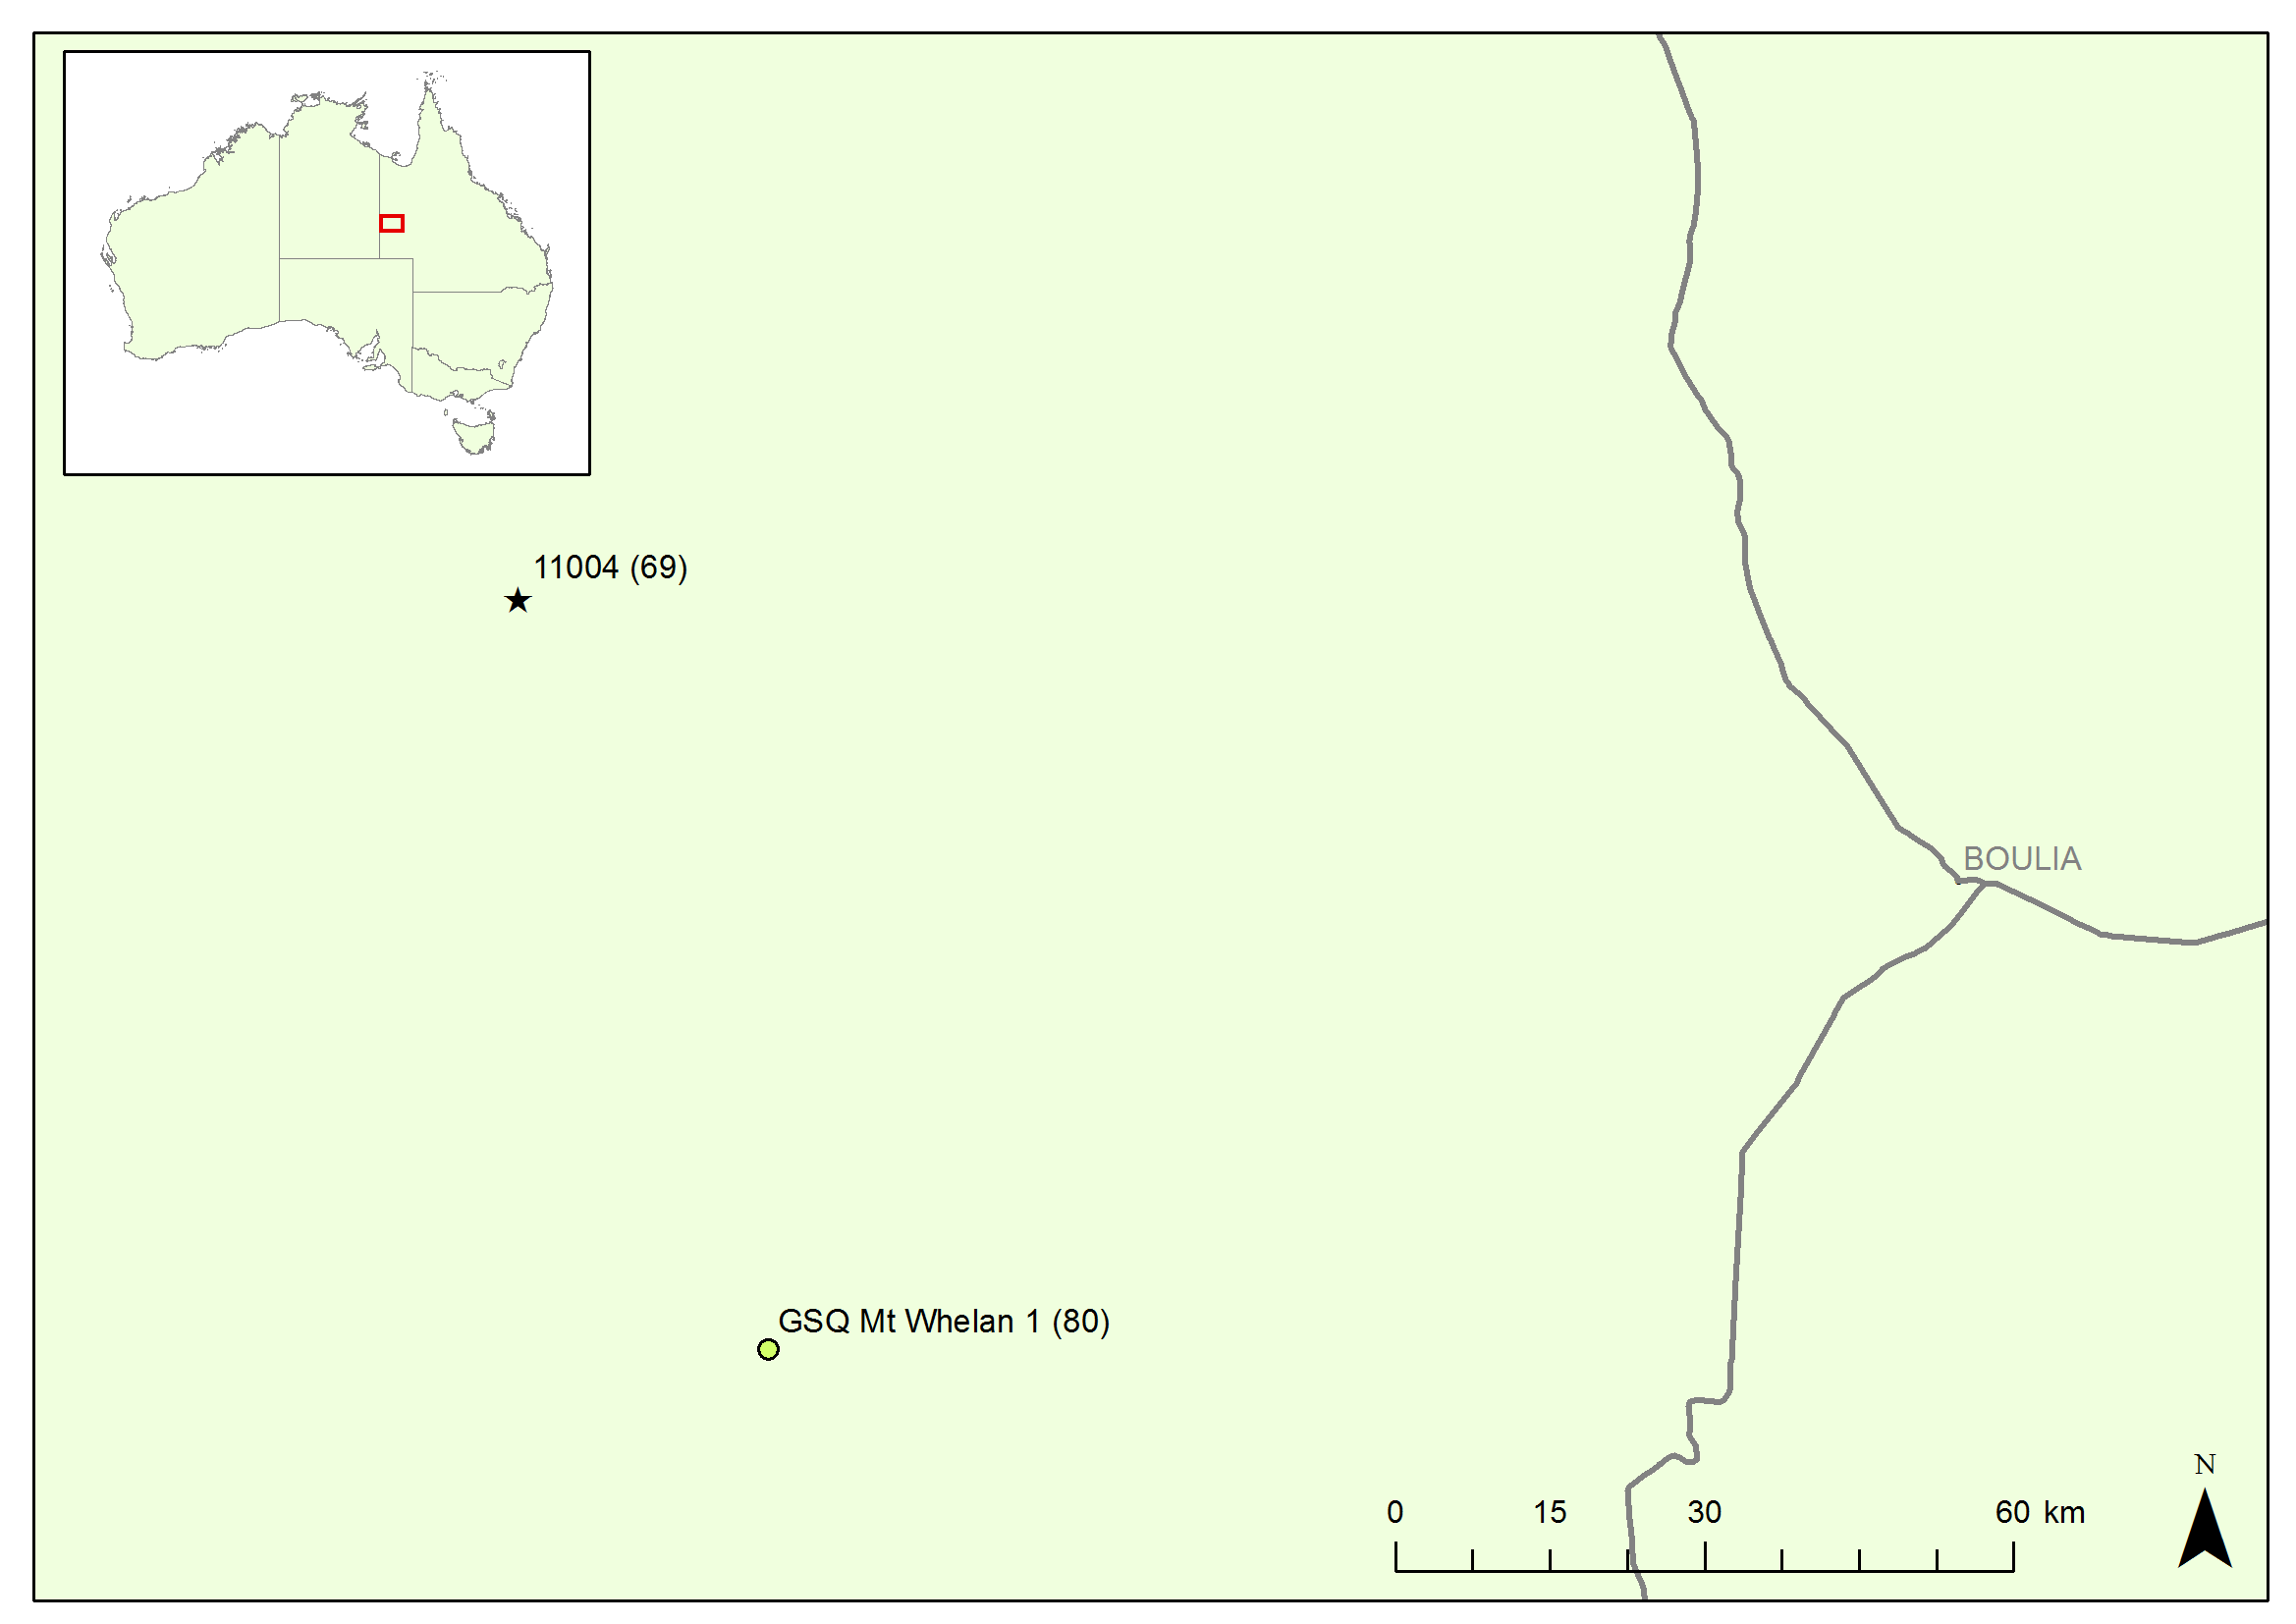 11004 (69)
BOULIA
GSQ Mt Whelan 1 (80)
N
0 15 30 60 km